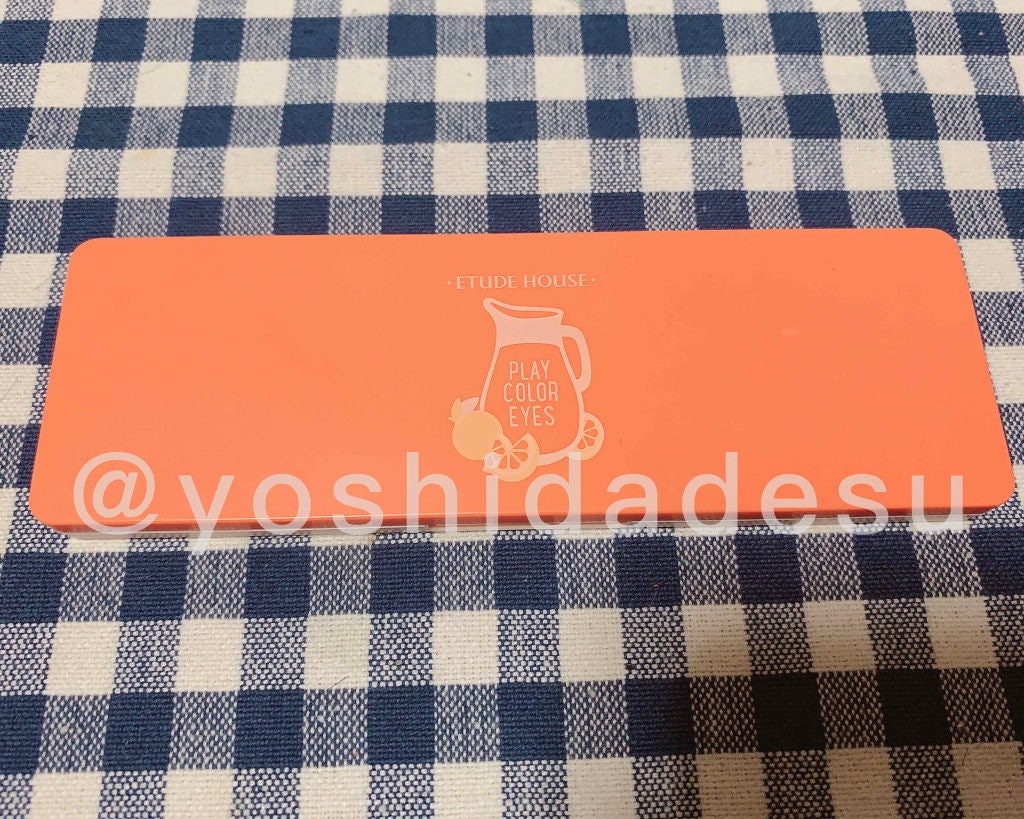 · ETUDE HOUSE ·
PLAY
COLOR
EYES
@yoshidadesu